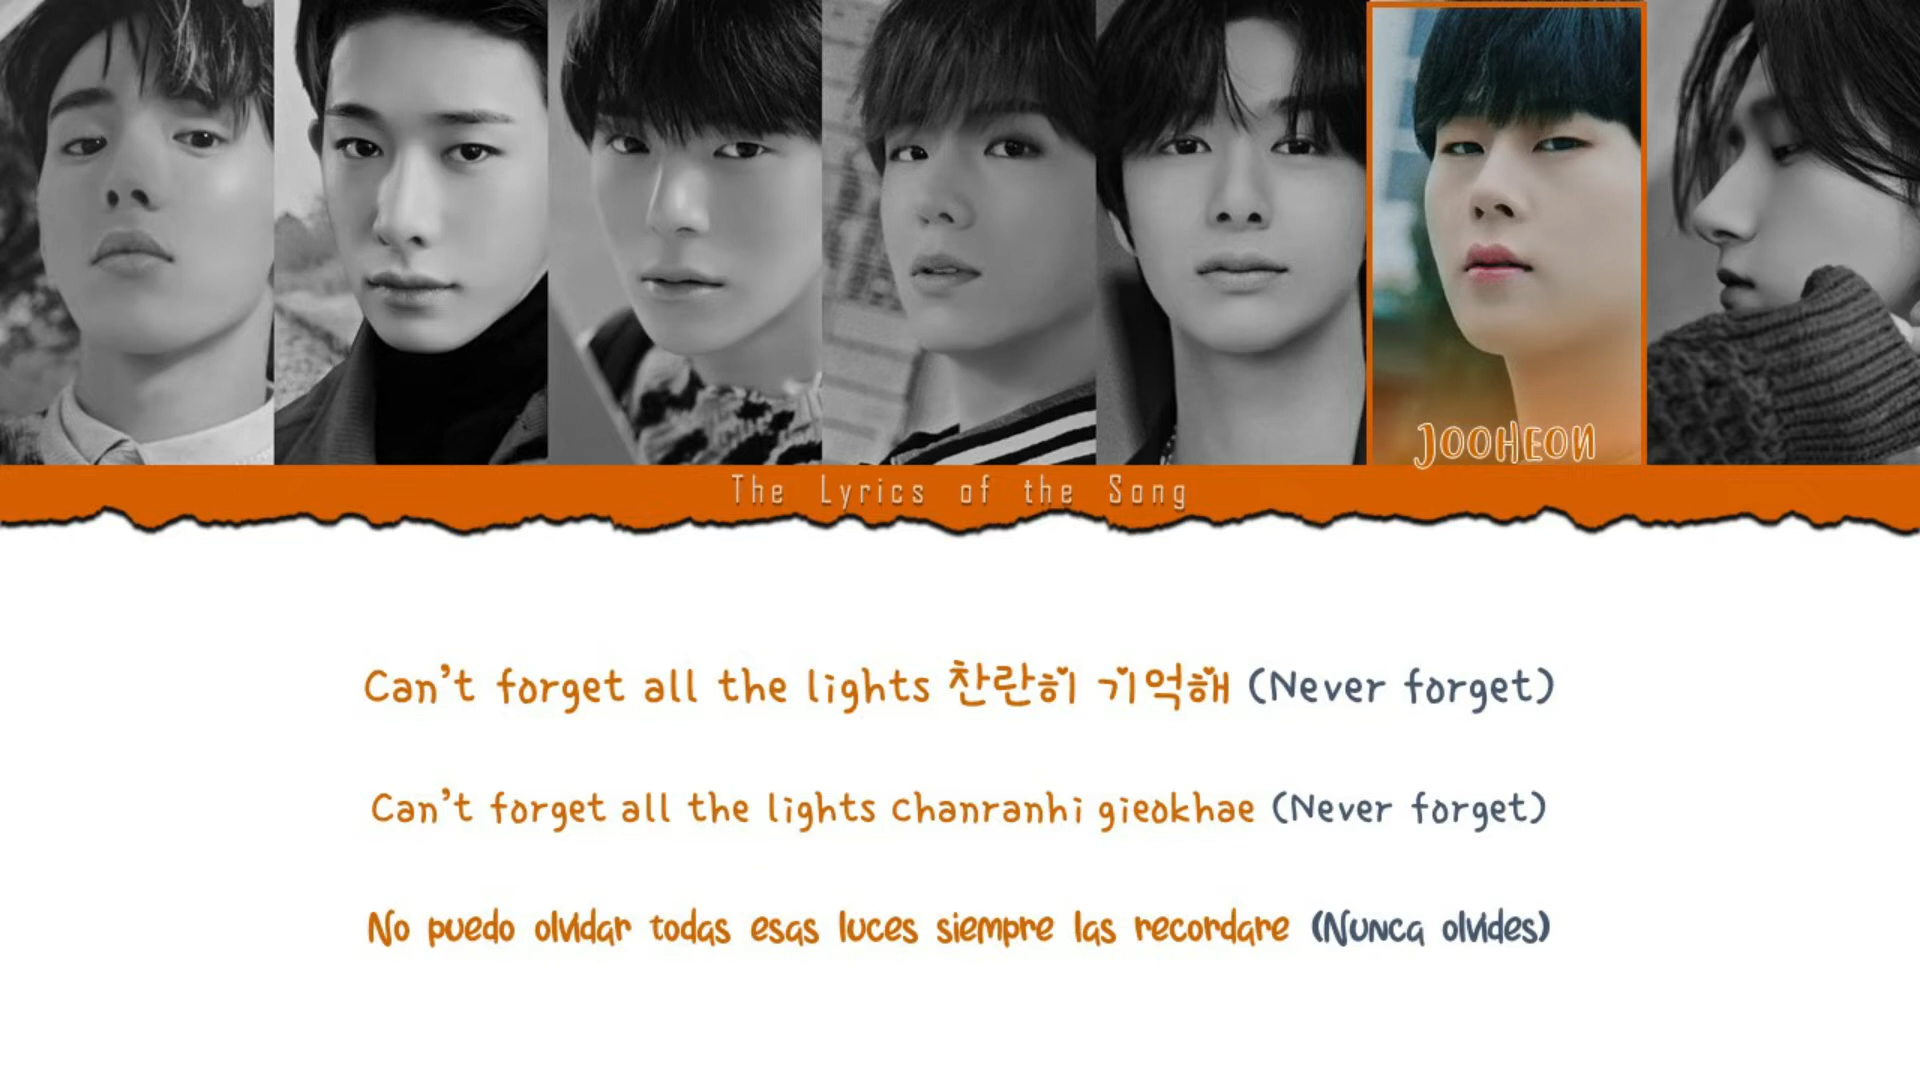 JOOHEON
The Lyrics of the Song
Can't forget all the lights 찬란히 기억해 (Never forget)
Can't forget all the lights chanranhi gieokhae (Never forget)
No puedo olvidar todas esas luces siempre las recordare (Nunca olvides)